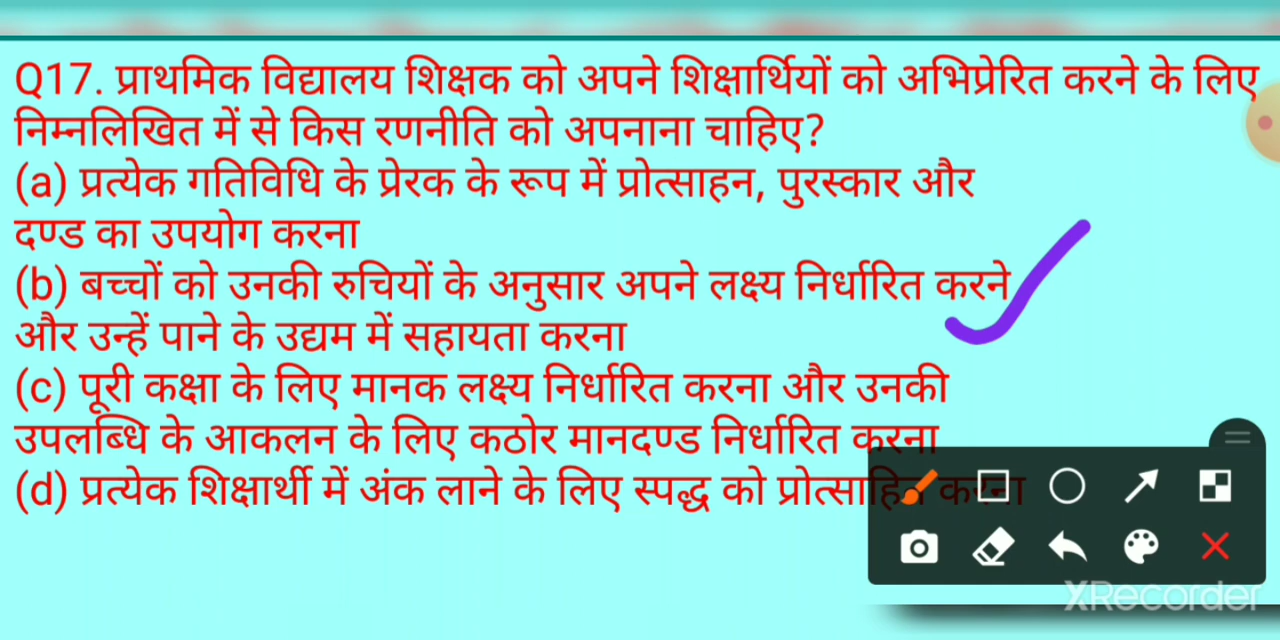 Q17. प्राथमिक विद्यालय शिक्षक को अपने शिक्षार्थियों को अभिप्रेरित करने के लिए
निम्नलिखित में से किस रणनीति को अपनाना चाहिए?
(a) प्रत्येक गतिविधि के प्रेरक के रूप में प्रोत्साहन, पुरस्कार और
दण्ड का उपयोग करना
(b) बच्चों को उनकी रुचियों के अनुसार अपने लक्ष्य निर्धारित करने
और उन्हें पाने के उद्यम में सहायता करना
(c) पूरी कक्षा के लिए मानक लक्ष्य निर्धारित करना और उनकी
उपलब्धि के आकलन के लिए कठोर मानदण्ड निर्धारित करना
(d) प्रत्येक शिक्षार्थी में अंक लाने के लिए स्पद्ध को प्रोत्साहित करना
XRecorder